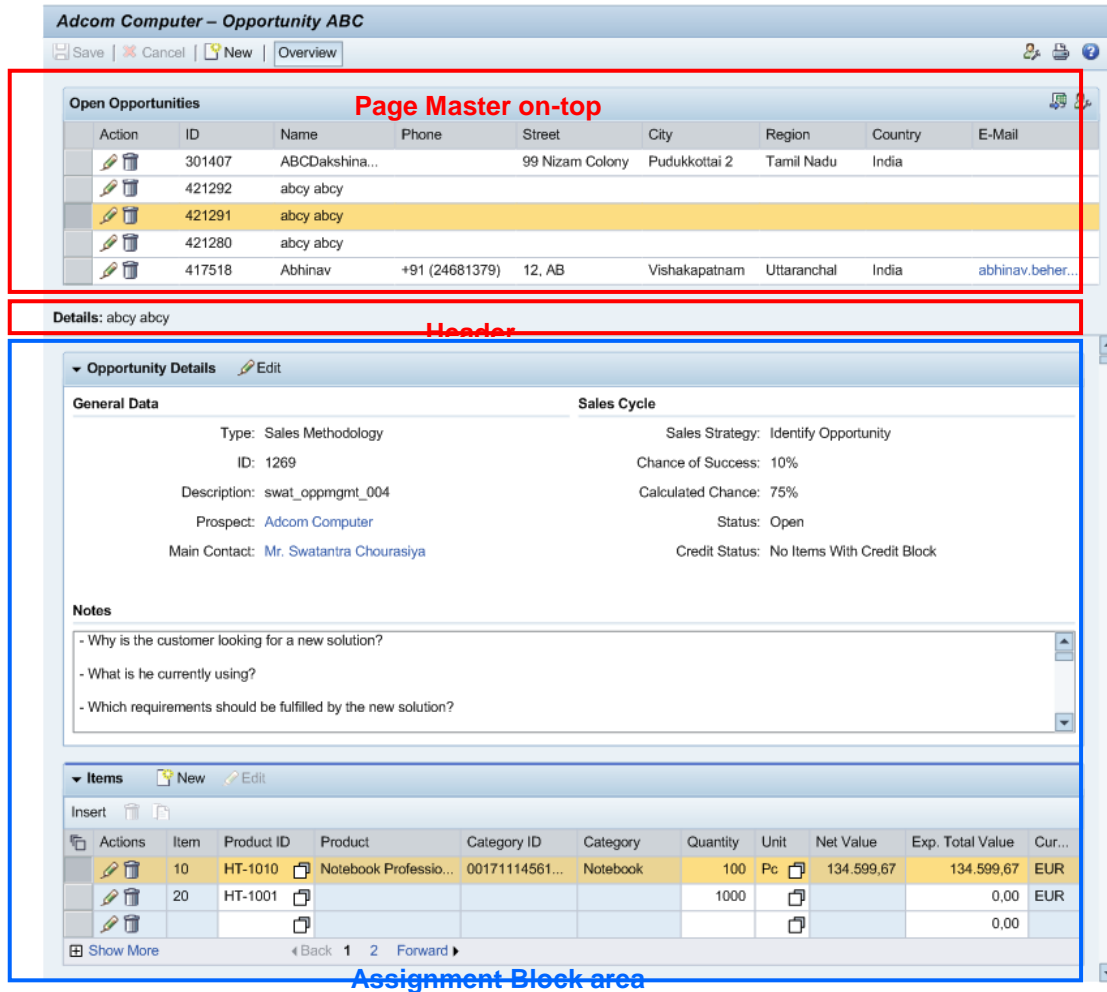 Adcom Computer – Opportunity ABC
Save | Cancel | New | Overview
Open Opportunities
Page Master on-top
Action ID Name Phone Street City Region Country E-Mail
301407 ABCDakshina... 99 Nizam Colony Pudukkottai 2 Tamil Nadu India
421292 abcy abcy
421291 abcy abcy
421280 abcy abcy
417518 Abhinav +91 (24681379) 12, AB Vishakapatnam Uttaranchal India abhinav.beher...
Details: abcy abcy
Header
Opportunity Details Edit
General Data Sales Cycle
Type: Sales Methodology Sales Strategy: Identify Opportunity
ID: 1269 Chance of Success: 10%
Description: swat_oppmgmt_004 Calculated Chance: 75%
Prospect: Adcom Computer Status: Open
Main Contact: Mr. Swatantra Chourasiya Credit Status: No Items With Credit Block
Notes
- Why is the customer looking for a new solution?
- What is he currently using?
- Which requirements should be fulfilled by the new solution?
Items New Edit
Insert
Actions Item Product ID Product Category ID Category Quantity Unit Net Value Exp. Total Value Cur...
10 HT-1010 Notebook Professio... 00171114561... Notebook 100 Pc 134.599,67 134.599,67 EUR
20 HT-1001 1000 0,00 EUR
0,00
Show More Back 1 2 Forward
Assignment Block area